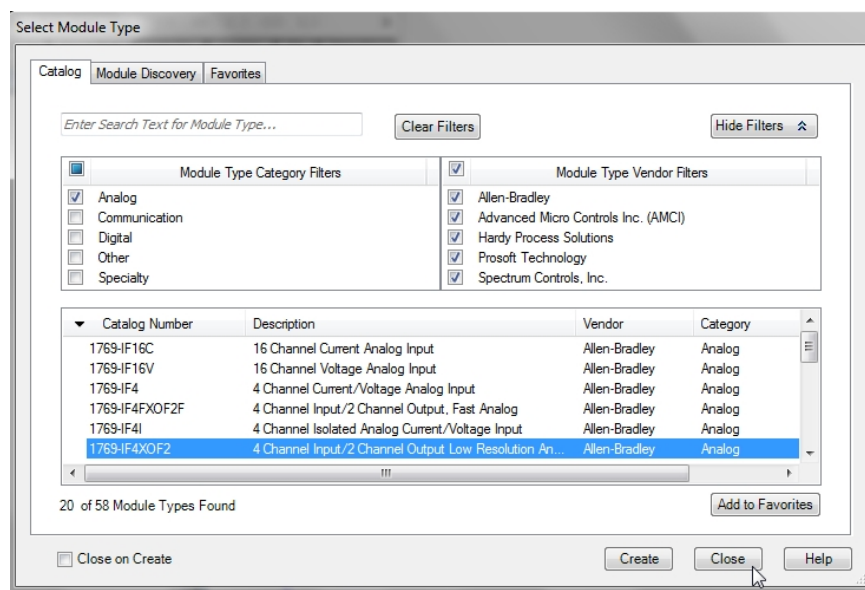 Select Module Type
Catalog Module Discovery Favorites
Enter Search Text for Module Type... Clear Filters Hide Filters
Module Type Category Filters Module Type Vendor Filters
Analog Allen-Bradley
Communication Advanced Micro Controls Inc. (AMCI)
Digital Hardy Process Solutions
Other Prosoft Technology
Specialty Spectrum Controls, Inc.
Catalog Number Description Vendor Category
1769-IF16C 16 Channel Current Analog Input Allen-Bradley Analog
1769-IF16V 16 Channel Voltage Analog Input Allen-Bradley Analog
1769-IF4 4 Channel Current/Voltage Analog Input Allen-Bradley Analog
1769-IF4FXOF2F 4 Channel Input/2 Channel Output, Fast Analog Allen-Bradley Analog
1769-IF4I 4 Channel Isolated Analog Current/Voltage Input Allen-Bradley Analog
1769-IF4XOF2 4 Channel Input/2 Channel Output Low Resolution An... Allen-Bradley Analog
20 of 58 Module Types Found Add to Favorites
Close on Create Create Close Help